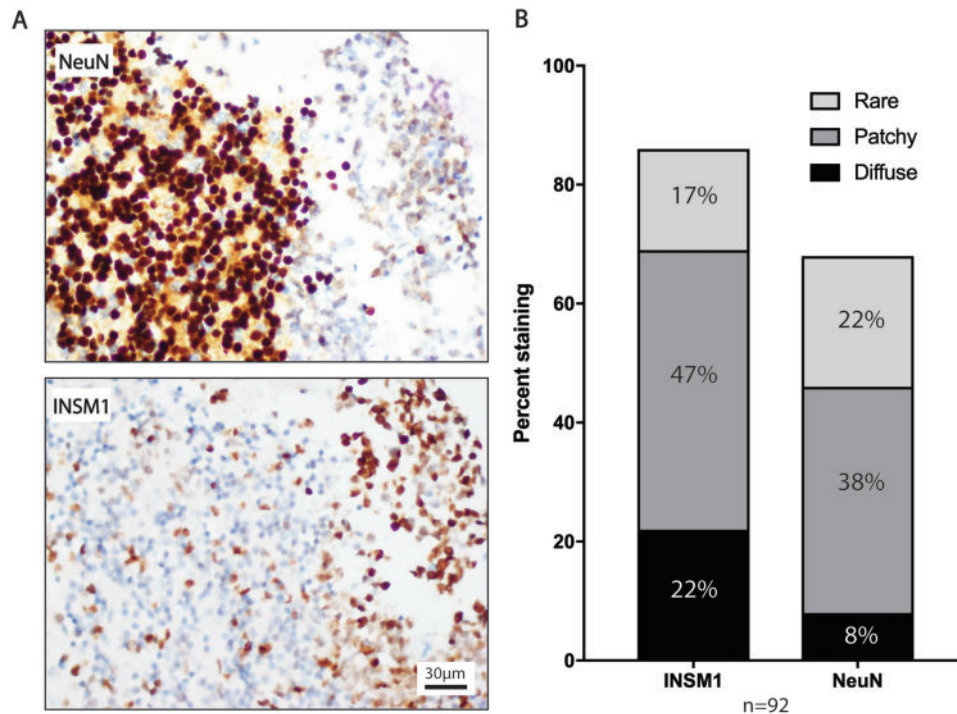 A
NeuN
INSM1
30µm
B
Percent staining
100
80
60
40
20
0
Rare
Patchy
Diffuse
17%
47%
22%
22%
38%
8%
INSM1
NeuN
n=92